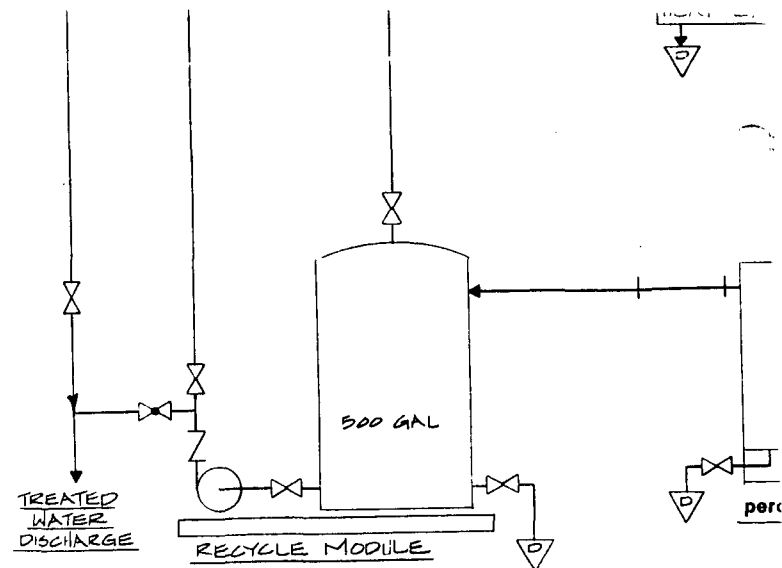 D
500 GAL
TREATED
WATER
DISCHARGE
RECYCLE MODULE
D
D